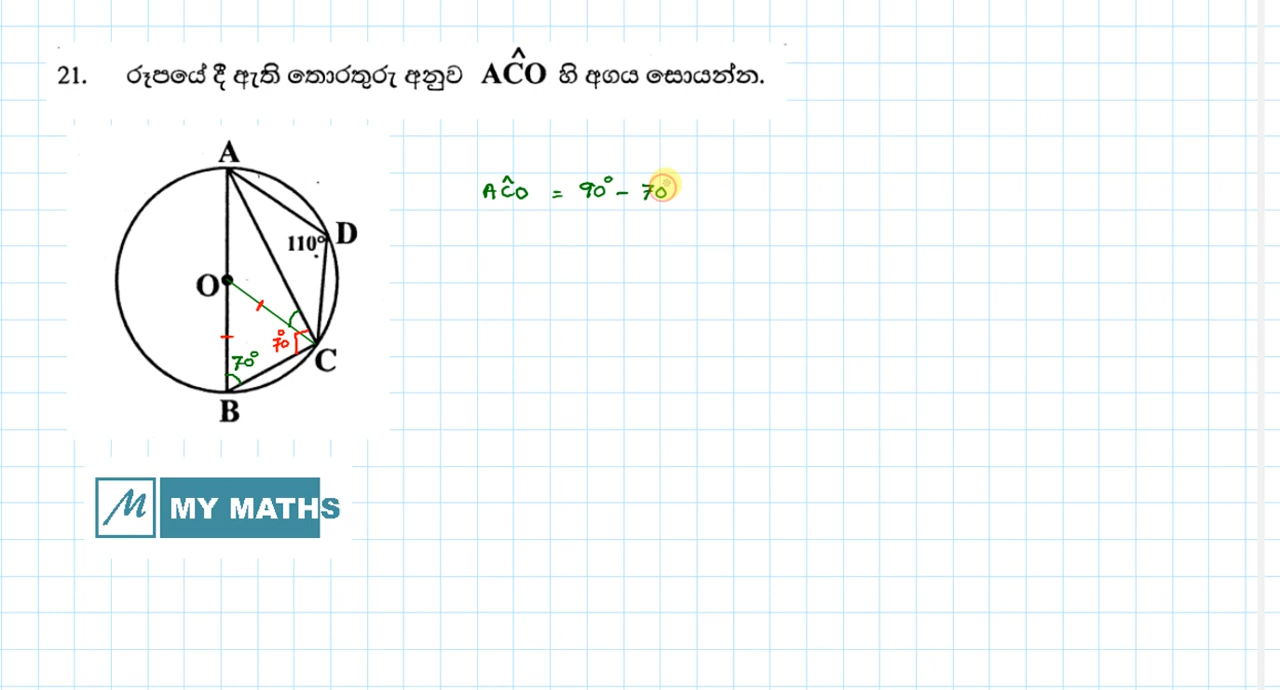 21. රූපයේ දී ඇති තොරතුරු අනුව AĈO හි අගය සොයන්න.
A
AĈO = 90° - 70°
110° D
O
70°
70°
C
B
M MY MATHS